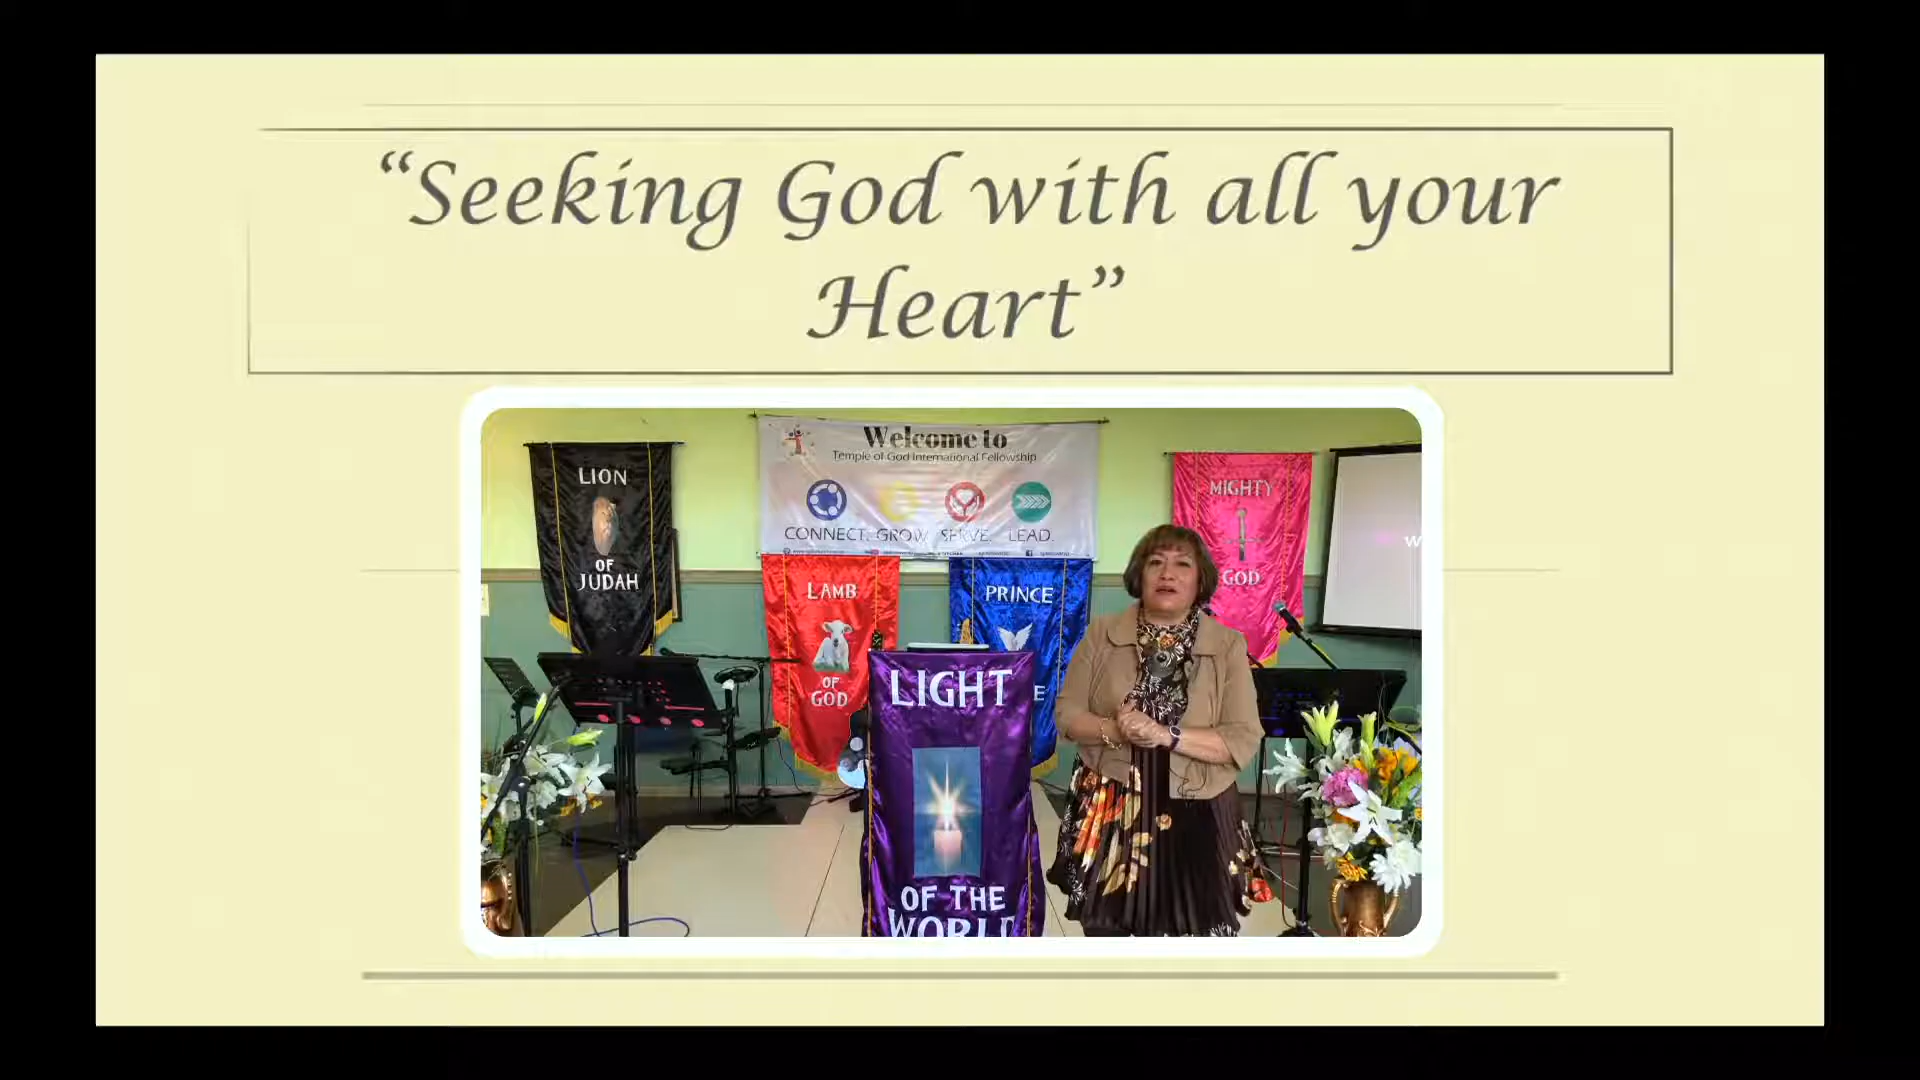 “Seeking God with all your
Heart”
Welcome to
Temple of God International Fellowship
CONNECT. GROW. SERVE. LEAD.
LION
OF
JUDAH
LAMB
OF
GOD
PRINCE
E
MIGHTY
GOD
W
LIGHT
OF THE
WORLD